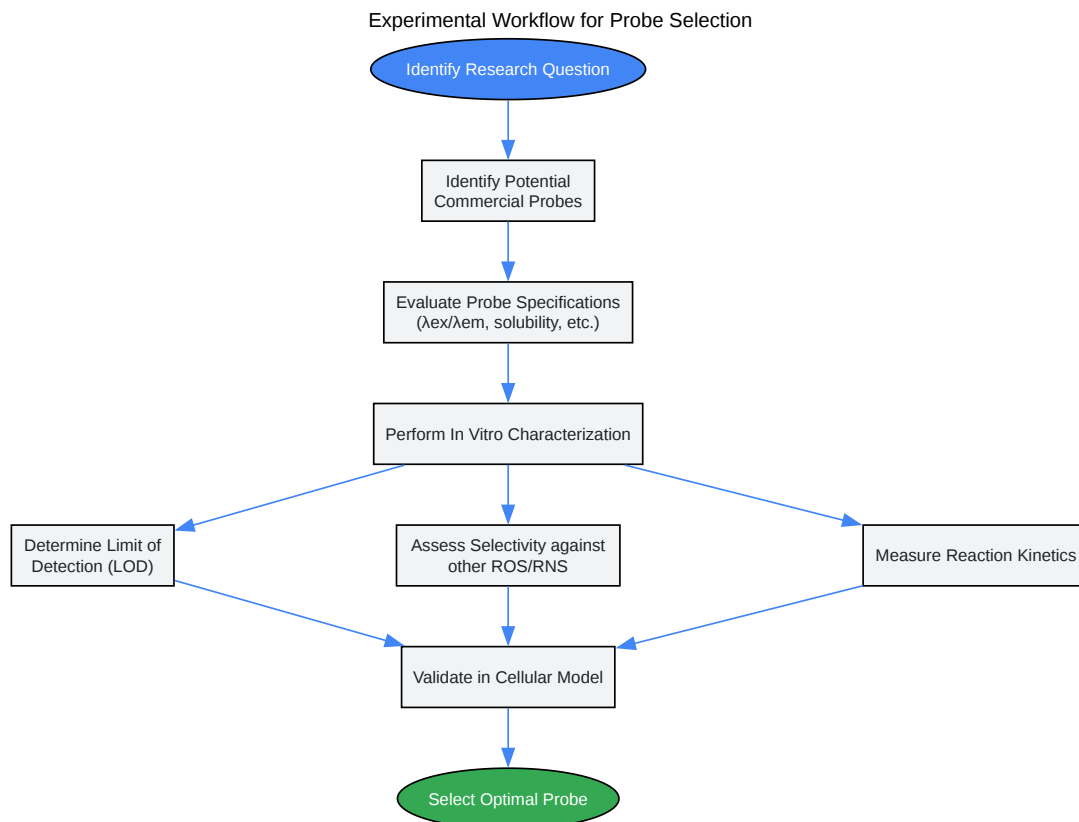 Experimental Workflow for Probe Selection
Identify Research Question
Identify Potential
Commercial Probes
Evaluate Probe Specifications
(λex/λem, solubility, etc.)
Perform In Vitro Characterization
Determine Limit of
Detection (LOD)
Assess Selectivity against
other ROS/RNS
Measure Reaction Kinetics
Validate in Cellular Model
Select Optimal Probe